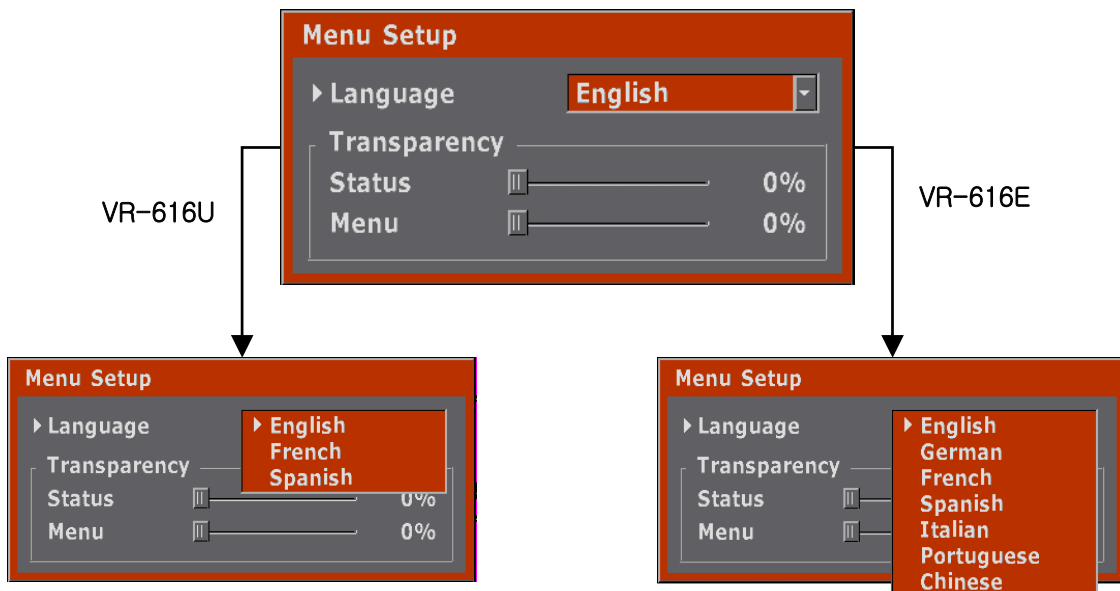 Menu Setup
Language English
Transparency
Status 0%
Menu 0%
VR-616U
VR-616E
Menu Setup
Language English
French
Spanish
Transparency
Status 0%
Menu 0%
Menu Setup
Language English
German
French
Spanish
Italian
Portuguese
Chinese
Transparency
Status
Menu